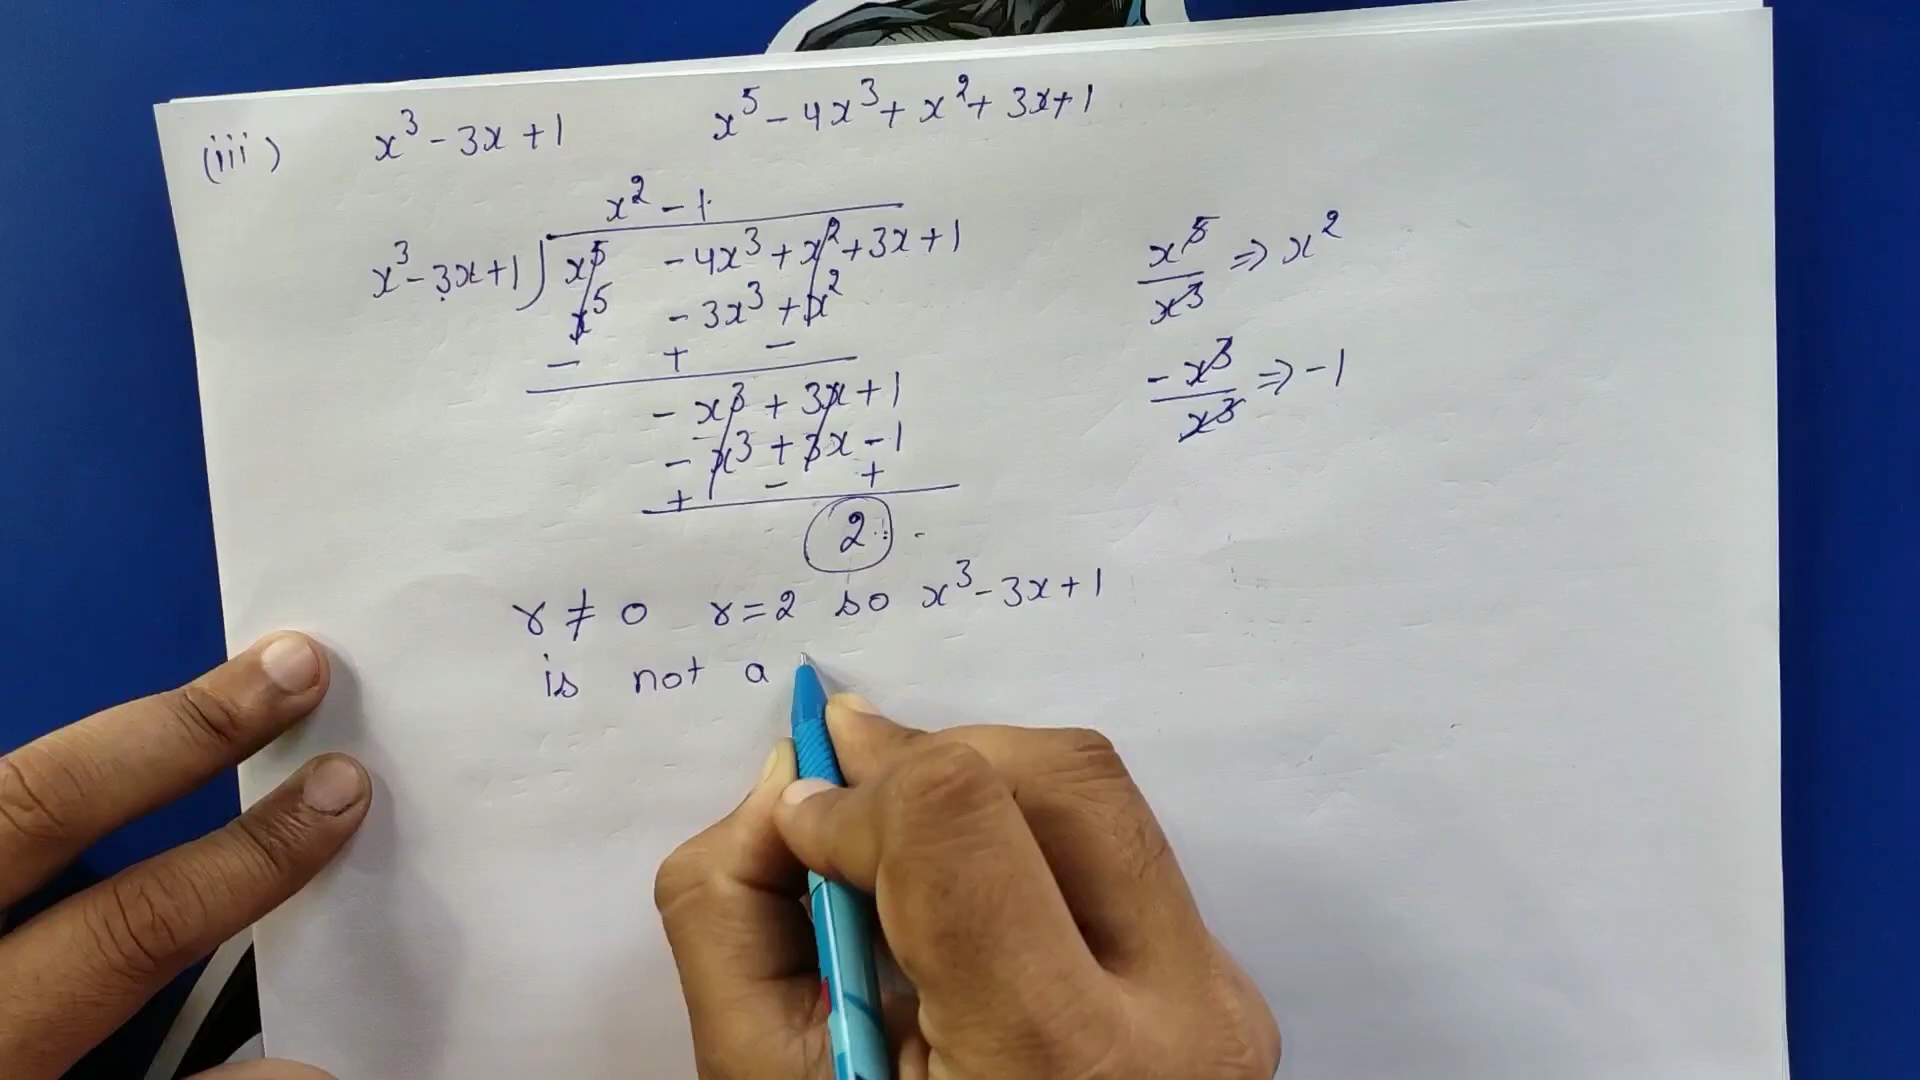 (iii) x³ - 3x + 1 x⁵ - 4x³ + x² + 3x + 1
x² - 1
x³ - 3x + 1 ) x⁵ - 4x³ + x² + 3x + 1
x⁵ - 3x³ + x²
- + -
- x³ + 3x + 1
- x³ + 3x - 1
+ - +
2
r ≠ 0 r = 2 so x³ - 3x + 1
is not a
x⁵/x³ ⇒ x²
-x³/x³ ⇒ -1